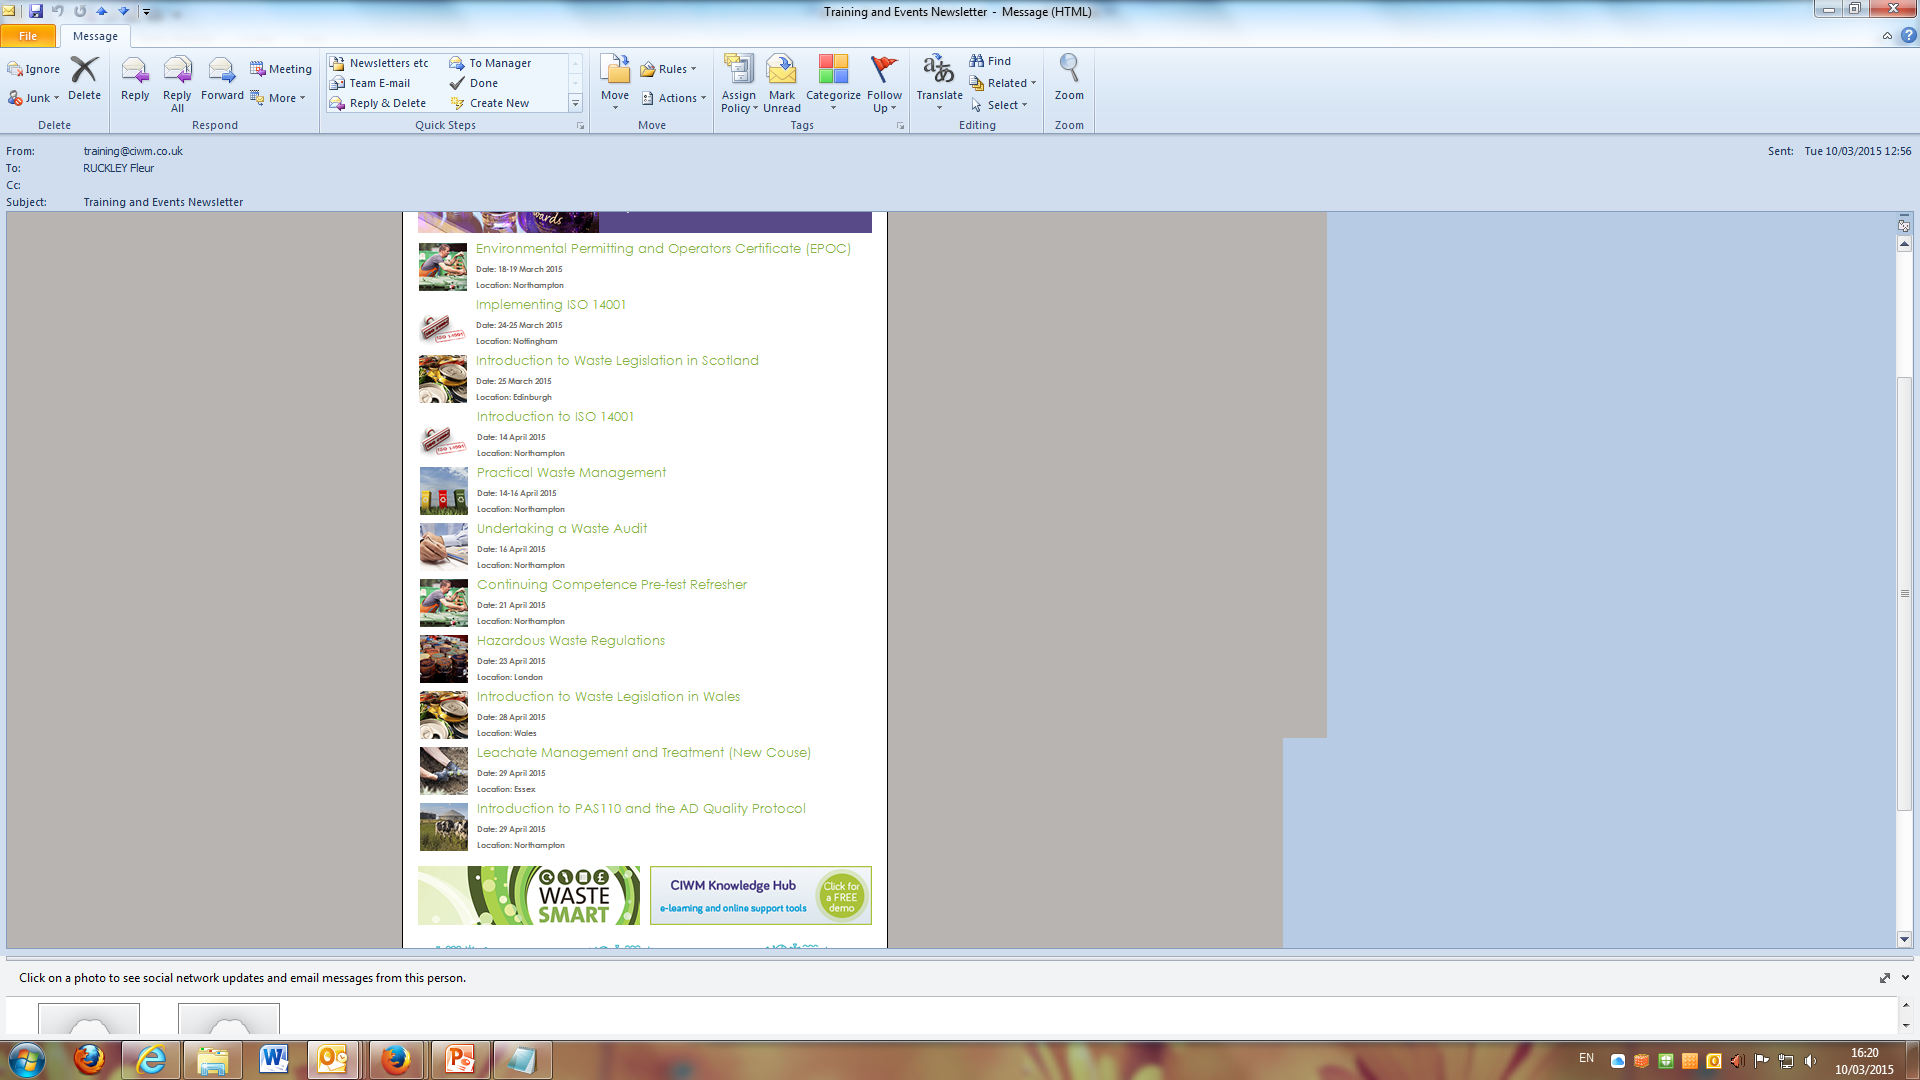 Training and Events Newsletter - Message (HTML)
File
Message
Ignore
Junk
Delete
Delete
Reply
Reply All
Forward
Meeting
More
Respond
Newsletters etc
To Manager
Team E-mail
Done
Reply & Delete
Create New
Quick Steps
Move
Rules
Actions
Move
Assign Policy
Mark Unread
Categorize
Follow Up
Tags
Translate
Find
Related
Select
Editing
Zoom
Zoom
From: training@ciwm.co.uk
Sent: Tue 10/03/2015 12:56
To: RUCKLEY Fleur
Cc:
Subject: Training and Events Newsletter
Environmental Permitting and Operators Certificate (EPOC)
Date: 18-19 March 2015
Location: Northampton
Implementing ISO 14001
Date: 24-25 March 2015
Location: Nottingham
Introduction to Waste Legislation in Scotland
Date: 25 March 2015
Location: Edinburgh
Introduction to ISO 14001
Date: 14 April 2015
Location: Northampton
Practical Waste Management
Date: 14-16 April 2015
Location: Northampton
Undertaking a Waste Audit
Date: 16 April 2015
Location: Northampton
Continuing Competence Pre-test Refresher
Date: 21 April 2015
Location: Northampton
Hazardous Waste Regulations
Date: 23 April 2015
Location: London
Introduction to Waste Legislation in Wales
Date: 28 April 2015
Location: Wales
Leachate Management and Treatment (New Couse)
Date: 29 April 2015
Location: Essex
Introduction to PAS110 and the AD Quality Protocol
Date: 29 April 2015
Location: Northampton
WASTE
SMART
CIWM Knowledge Hub
e-learning and online support tools
Click for
a FREE
demo
Click on a photo to see social network updates and email messages from this person.
EN
16:20
10/03/2015